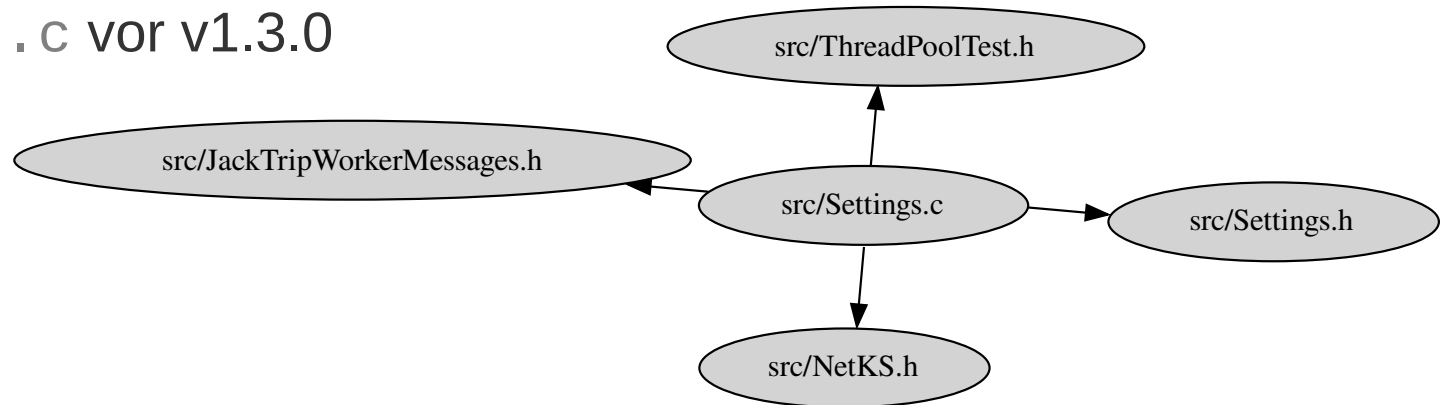 .c vor v1.3.0
src/ThreadPoolTest.h
src/JackTripWorkerMessages.h
src/Settings.c
src/Settings.h
src/NetKS.h